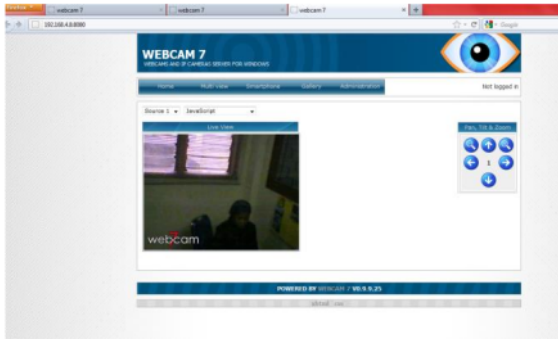 webcam 7
webcam 7
webcam 7
192.168.4.8:8080
Google
WEBCAM 7
WEBCAMS AND IP CAMERAS SERVER FOR WINDOWS
Home Multi view Smartphone Gallery Administration
Not logged in
Source 1 JavaScript
Live View
Pan, Tilt & Zoom
1
webcam 7
POWERED BY WEBCAM 7 V0.9.9.25